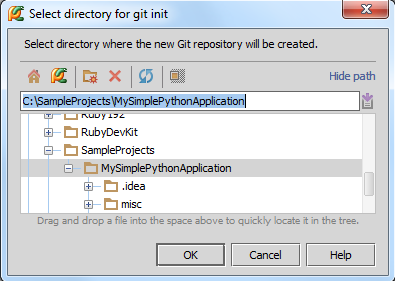 Select directory for git init
Select directory where the new Git repository will be created.
Hide path
C:\SampleProjects\MySimplePythonApplication
Ruby192
RubyDevKit
SampleProjects
MySimplePythonApplication
.idea
misc
Drag and drop a file into the space above to quickly locate it in the tree.
OK Cancel Help